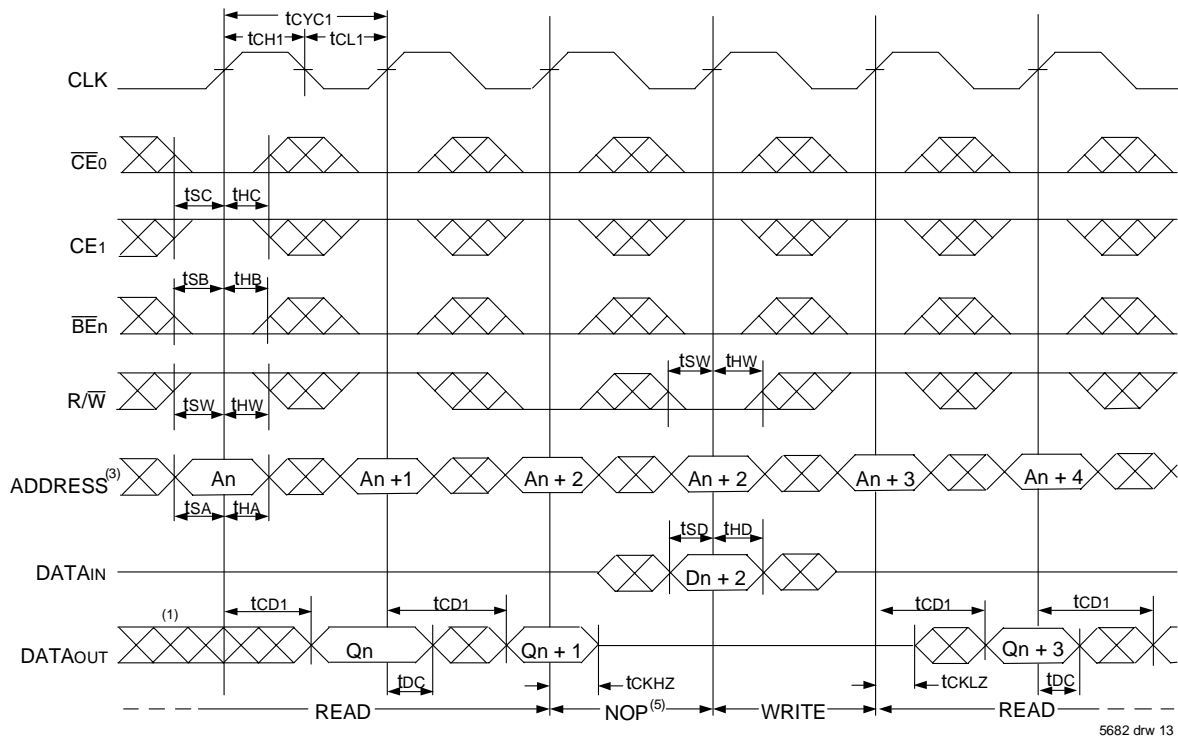 tCYC1
tCH1 tCL1
CLK
CE0
tSC tHC
CE1
tSB tHB
BEn
tSW tHW
R/W
tSW tHW
ADDRESS(3) An An +1 An + 2 An + 2 An + 3 An + 4
tSA tHA
tSD tHD
DATAIN Dn + 2
(1) tCD1 tCD1 tCD1 tCD1
DATAOUT Qn Qn + 1 Qn + 3
tDC tCKHZ tCKLZ tDC
READ NOP(5) WRITE READ
5682 drw 13